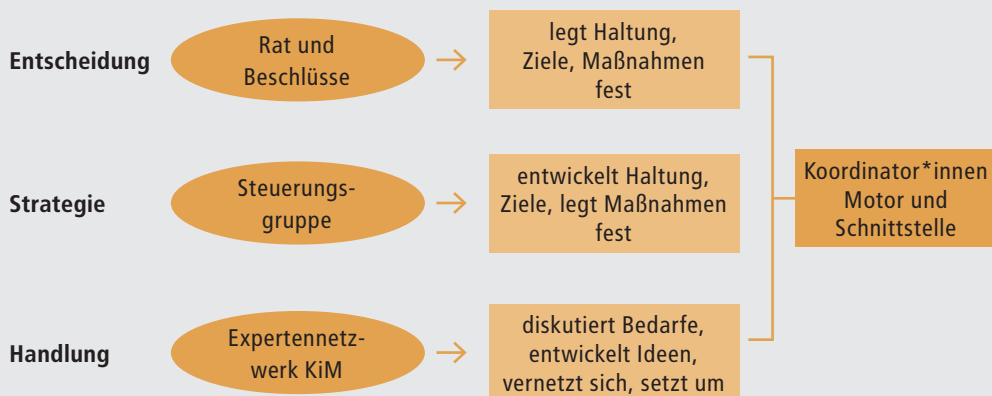 Entscheidung
Rat und
Beschlüsse
legt Haltung,
Ziele, Maßnahmen
fest
Strategie
Steuerungs-
gruppe
entwickelt Haltung,
Ziele, legt Maßnahmen
fest
Koordinator*innen
Motor und
Schnittstelle
Handlung
Expertennetz-
werk KiM
diskutiert Bedarfe,
entwickelt Ideen,
vernetzt sich, setzt um